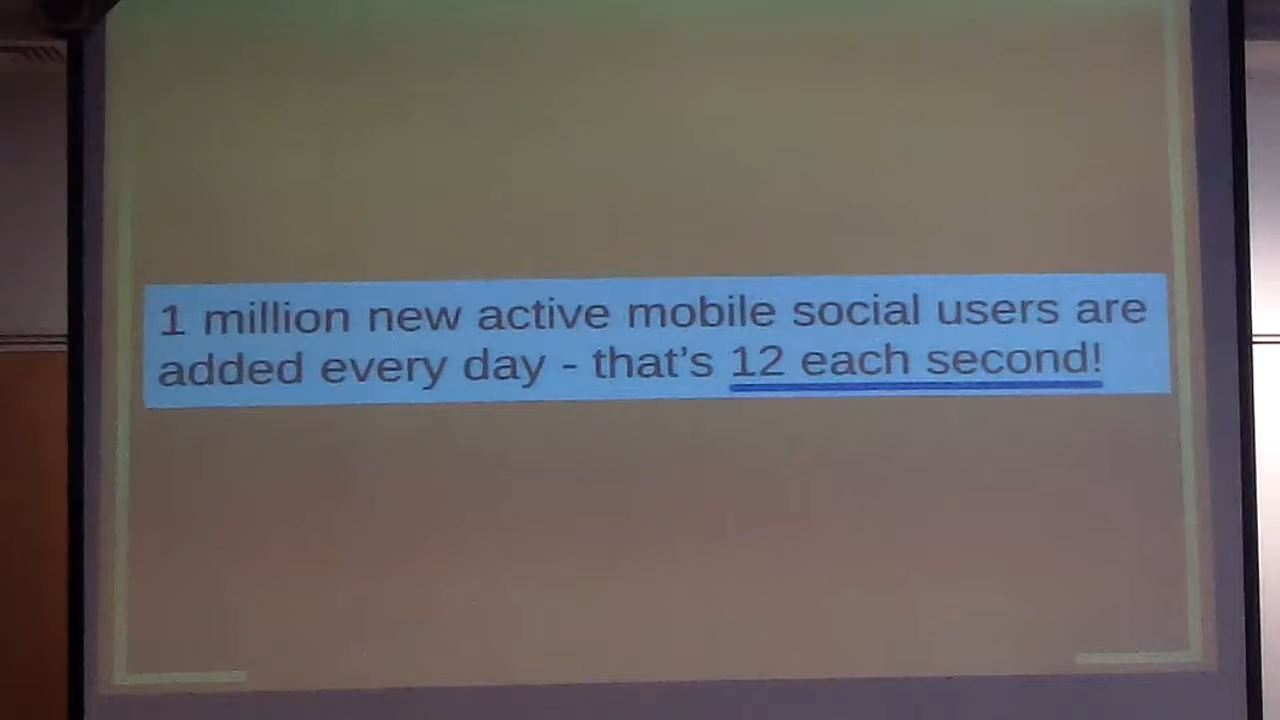 1 million new active mobile social users are
added every day - that's 12 each second!